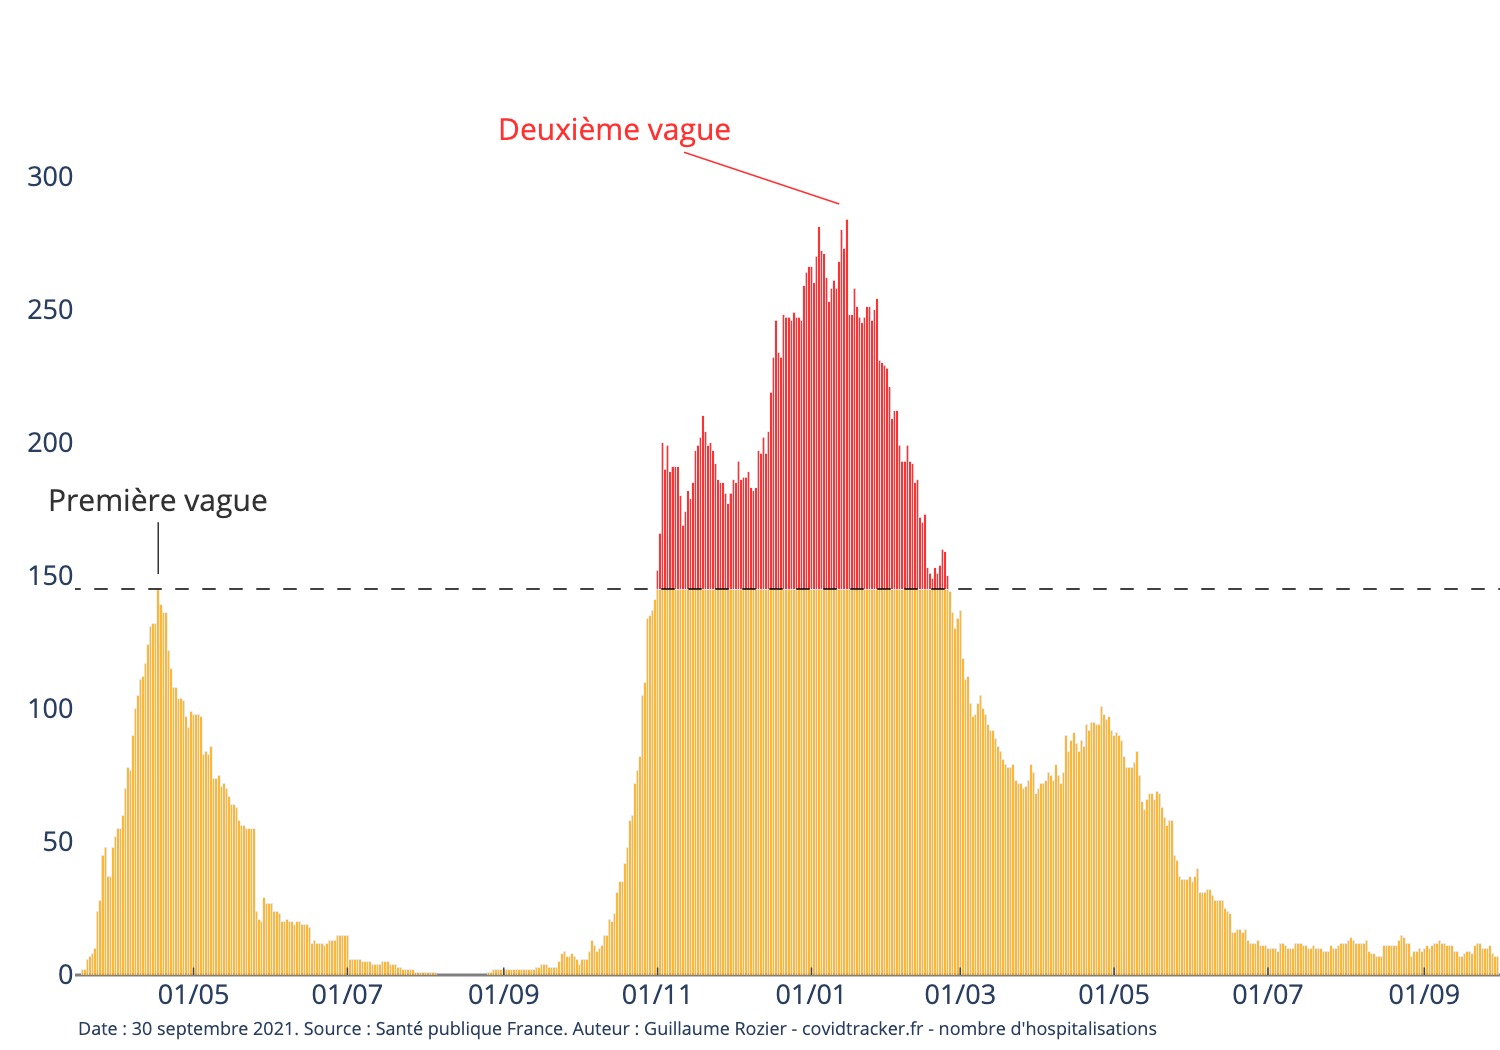 Deuxième vague
300
250
200
Première vague
150
100
50
0
01/05 01/07 01/09 01/11 01/01 01/03 01/05 01/07 01/09
Date : 30 septembre 2021. Source : Santé publique France. Auteur : Guillaume Rozier - covidtracker.fr - nombre d'hospitalisations